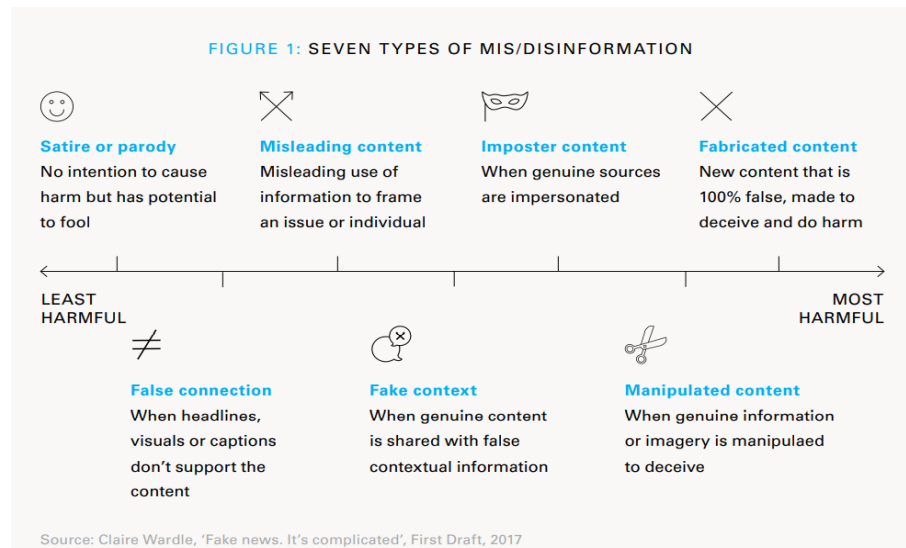 FIGURE 1: SEVEN TYPES OF MIS/DISINFORMATION
Satire or parody
No intention to cause
harm but has potential
to fool
Misleading content
Misleading use of
information to frame
an issue or individual
Imposter content
When genuine sources
are impersonated
Fabricated content
New content that is
100% false, made to
deceive and do harm
LEAST
HARMFUL
MOST
HARMFUL
False connection
When headlines,
visuals or captions
don’t support the
content
Fake context
When genuine content
is shared with false
contextual information
Manipulated content
When genuine information
or imagery is manipulaed
to deceive
Source: Claire Wardle, ‘Fake news. It’s complicated’, First Draft, 2017